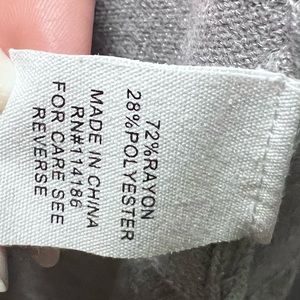 72%RAYON
28%POLYESTER
MADE IN CHINA
RN#114186
FOR CARE SEE
REVERSE